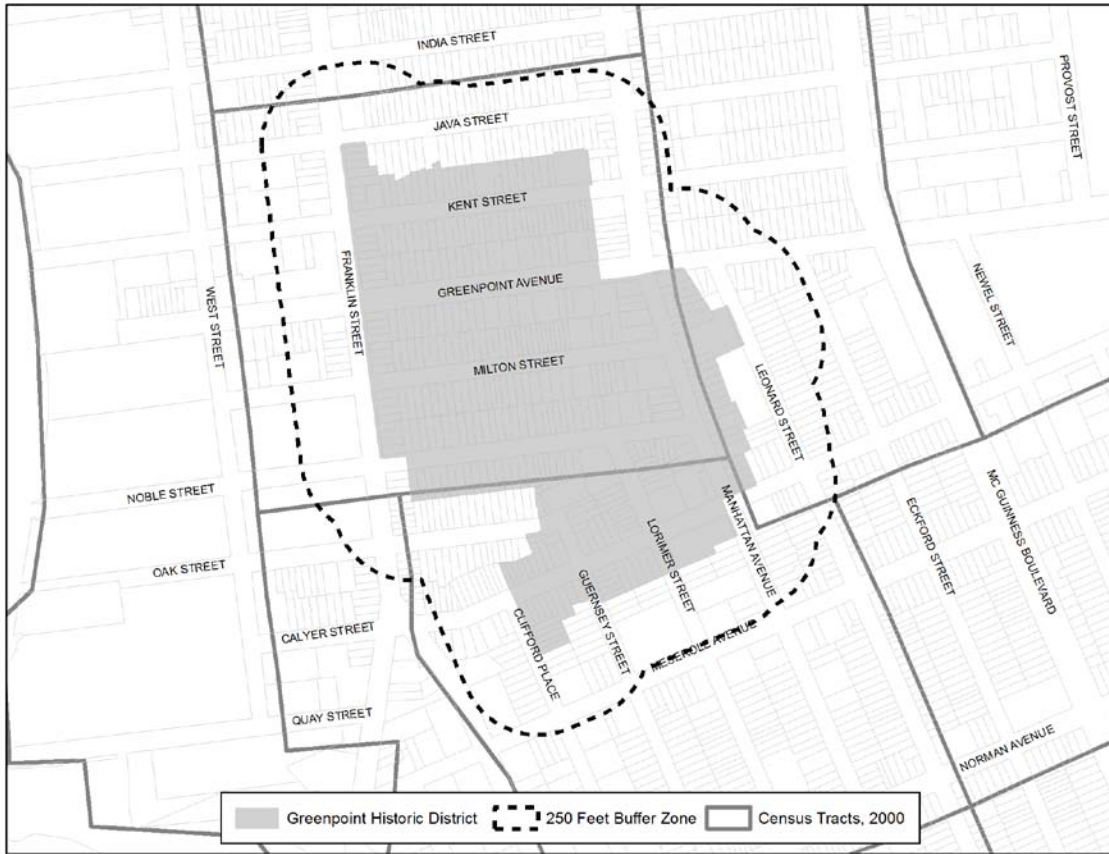 INDIA STREET
PROVOST STREET
JAVA STREET
KENT STREET
FRANKLIN STREET
GREENPOINT AVENUE
WEST STREET
NEWEL STREET
MILTON STREET
LEONARD STREET
NOBLE STREET
MANHATTAN AVENUE
MC GUINNESS BOULEVARD
ECKFORD STREET
LORIMER STREET
OAK STREET
GUERNSEY STREET
CALYER STREET
CLIFFORD PLACE
MESEROLE AVENUE
QUAY STREET
NORMAN AVENUE
Greenpoint Historic District
250 Feet Buffer Zone
Census Tracts, 2000